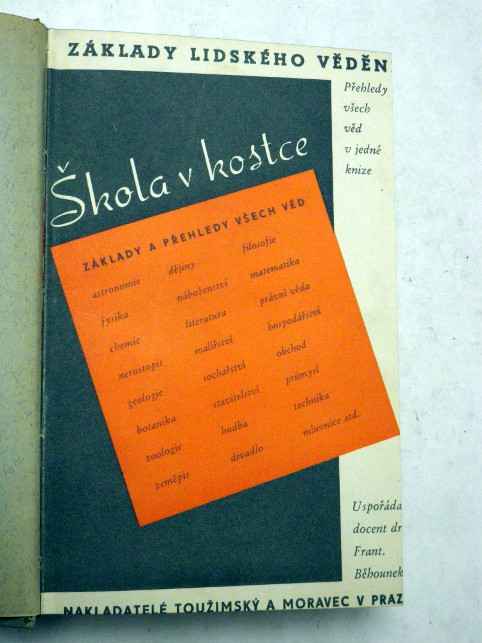 ZÁKLADY LIDSKÉHO VĚDĚN
Přehledy
všech
věd
v jedné
knize
Škola v kostce
ZÁKLADY A PŘEHLEDY VŠECH VĚD
astronomie dějiny filosofie
fysika náboženství matematika
chemie literatura právní věda
nerostopis malířství hospodářství
geologie sochařství obchod
botanika stavitelství průmysl
zoologie hudba technika
zeměpis divadlo mluvnice atd.
Uspořáda
docent dr
Frant.
Běhounek
NAKLADATELÉ TOUŽIMSKÝ A MORAVEC V PRAZ